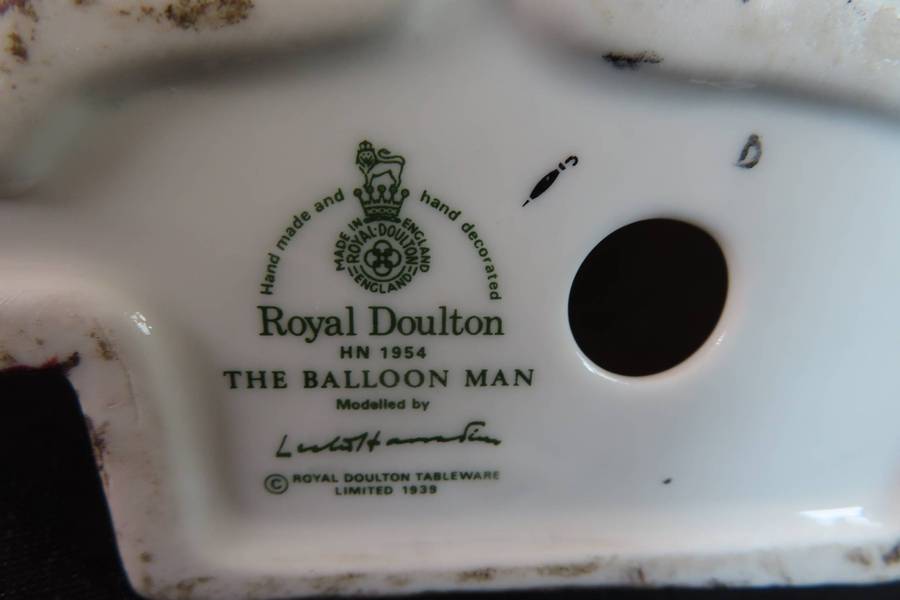 Hand made and hand decorated
MADE IN ENGLAND
ROYAL·DOULTON
ENGLAND
Royal Doulton
HN 1954
THE BALLOON MAN
Modelled by
© ROYAL DOULTON TABLEWARE
LIMITED 1939
D